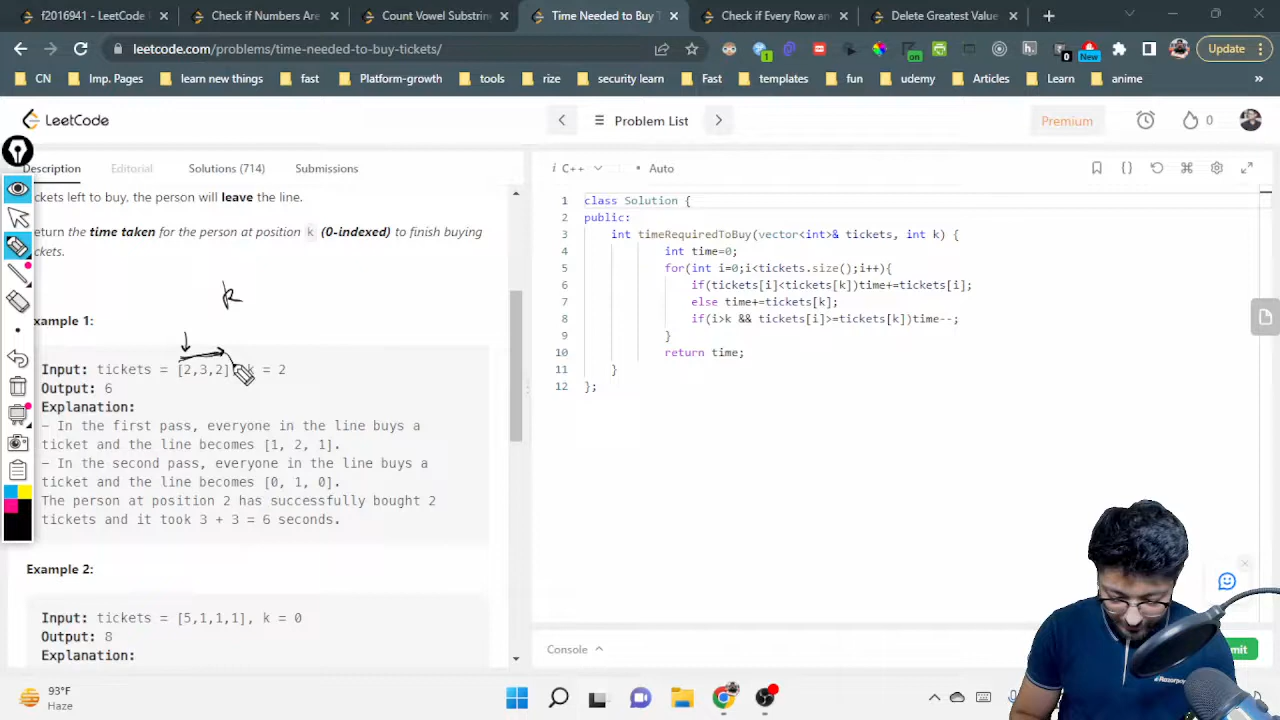 f2016941 - LeetCode
Check if Numbers Are
Count Vowel Substrin
Time Needed to Buy T
Check if Every Row an
Delete Greatest Value
leetcode.com/problems/time-needed-to-buy-tickets/
1
on
0
New
Update
CN
Imp. Pages
learn new things
fast
Platform-growth
tools
rize
security learn
Fast
templates
fun
udemy
Articles
Learn
anime
»
LeetCode
Problem List
Premium
0
Description
Editorial
Solutions (714)
Submissions
i C++
• Auto
ickets left to buy, the person will leave the line.
eturn the time taken for the person at position k (0-indexed) to finish buying
ckets.
k
xample 1:
Input: tickets = [2,3,2], k = 2
Output: 6
Explanation:
- In the first pass, everyone in the line buys a
ticket and the line becomes [1, 2, 1].
- In the second pass, everyone in the line buys a
ticket and the line becomes [0, 1, 0].
The person at position 2 has successfully bought 2
tickets and it took 3 + 3 = 6 seconds.
Example 2:
Input: tickets = [5,1,1,1], k = 0
Output: 8
Explanation:
1 class Solution {
2 public:
3 int timeRequiredToBuy(vector<int>& tickets, int k) {
4 int time=0;
5 for(int i=0;i<tickets.size();i++){
6 if(tickets[i]<tickets[k])time+=tickets[i];
7 else time+=tickets[k];
8 if(i>k && tickets[i]>=tickets[k])time--;
9 }
10 return time;
11 }
12 };
Console
mit
Razorpay
93°F
Haze